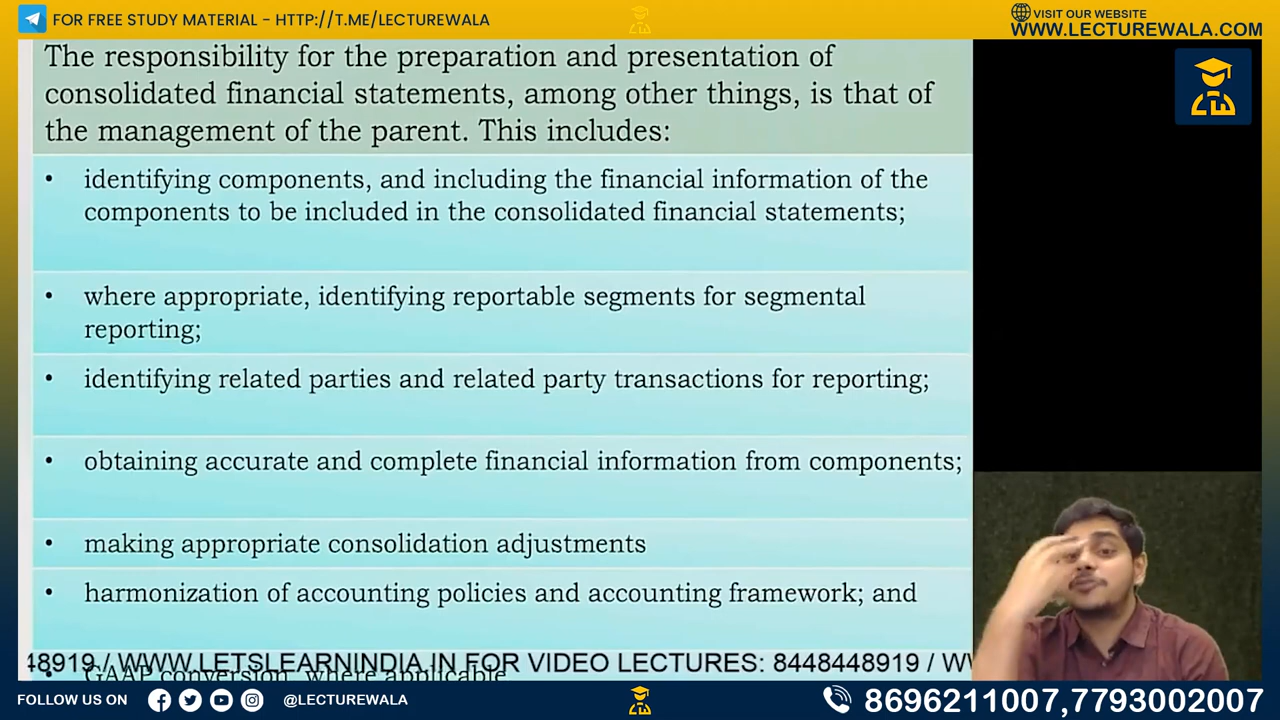 FOR FREE STUDY MATERIAL - HTTP://T.ME/LECTUREWALA
VISIT OUR WEBSITE
WWW.LECTUREWALA.COM
The responsibility for the preparation and presentation of
consolidated financial statements, among other things, is that of
the management of the parent. This includes:
• identifying components, and including the financial information of the
components to be included in the consolidated financial statements;
• where appropriate, identifying reportable segments for segmental
reporting;
• identifying related parties and related party transactions for reporting;
• obtaining accurate and complete financial information from components;
• making appropriate consolidation adjustments
• harmonization of accounting policies and accounting framework; and
• GAAP conversion, where applicable
48919 / WWW.LETSLEARNINDIA.IN FOR VIDEO LECTURES: 8448448919 / WW
FOLLOW US ON
@LECTUREWALA
8696211007,7793002007